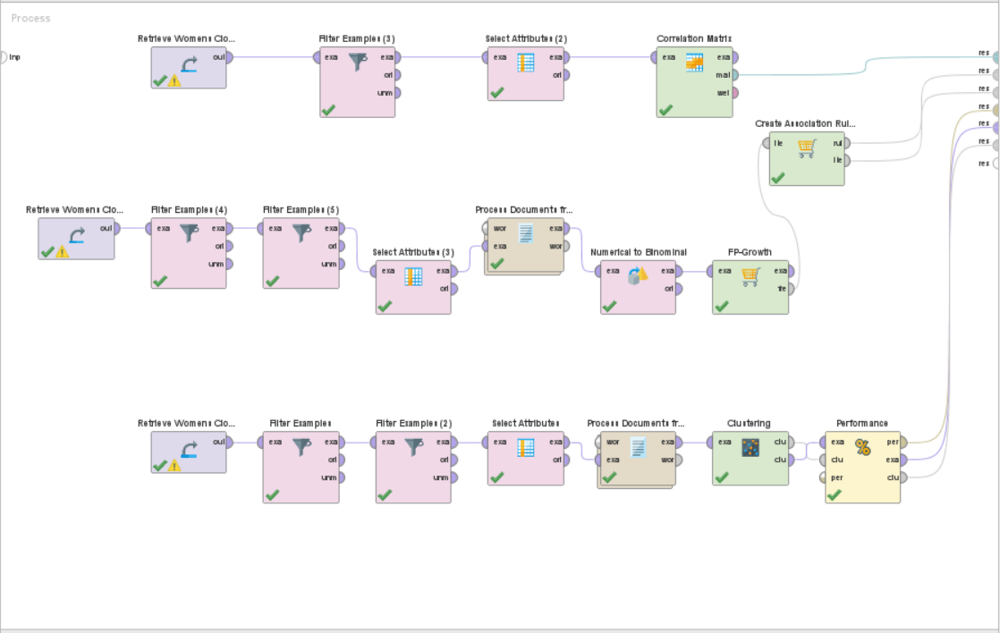 Process
Retrieve Womens Clo...
Filter Examples (3)
Select Attributes (2)
Correlation Matrix
inp
out
exa exa
ori
unm
exa exa
ori
exa exa
mat
wei
res
res
res
res
res
res
res
Create Association Rul...
ite rul
ite
Retrieve Womens Clo...
Filter Examples (4)
Filter Examples (5)
Process Documents fr...
out
exa exa
ori
unm
exa exa
ori
unm
wor exa
exa wor
Select Attributes (3)
Numerical to Binominal
FP-Growth
exa exa
ori
exa exa
ori
exa exa
fre
Retrieve Womens Clo...
Filter Examples
Filter Examples (2)
Select Attributes
Process Documents fr...
Clustering
Performance
out
exa exa
ori
unm
exa exa
ori
unm
exa exa
ori
wor exa
exa wor
exa clu
clu
exa per
clu exa
per clu
%